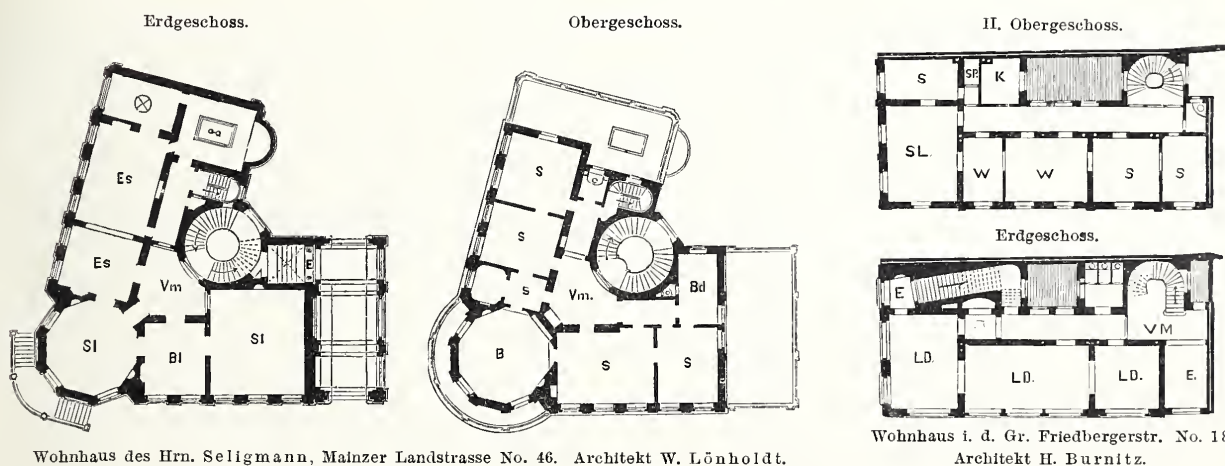 Erdgeschoss.
Es
Es
Vm
E
Sl
Bl
Sl
Obergeschoss.
S
S
S
Vm.
Bd
B
S
S
Wohnhaus des Hrn. Seligmann, Mainzer Landstrasse No. 46. Architekt W. Lönholdt.
II. Obergeschoss.
S
SP.
K
SL.
W
W
S
S
Erdgeschoss.
E
VM
LD.
LD.
LD.
E.
Wohnhaus i. d. Gr. Friedbergerstr. No. 18
Architekt H. Burnitz.